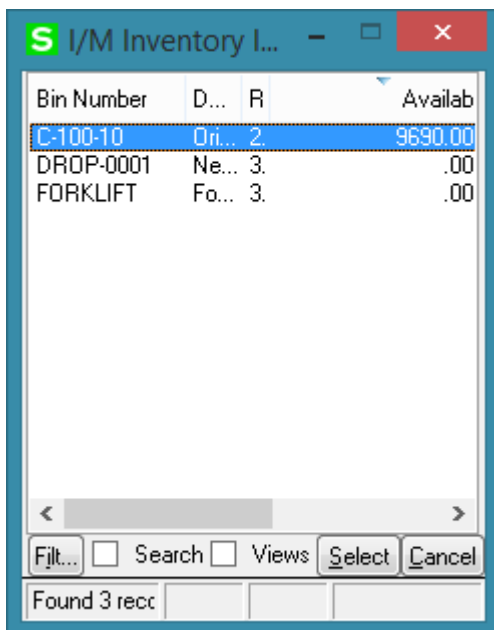 S I/M Inventory I...
Bin Number D... R Availab
C-100-10 Ori... 2. 9690.00
DROP-0001 Ne... 3. .00
FORKLIFT Fo... 3. .00
Filt... Search Views Select Cancel
Found 3 recc